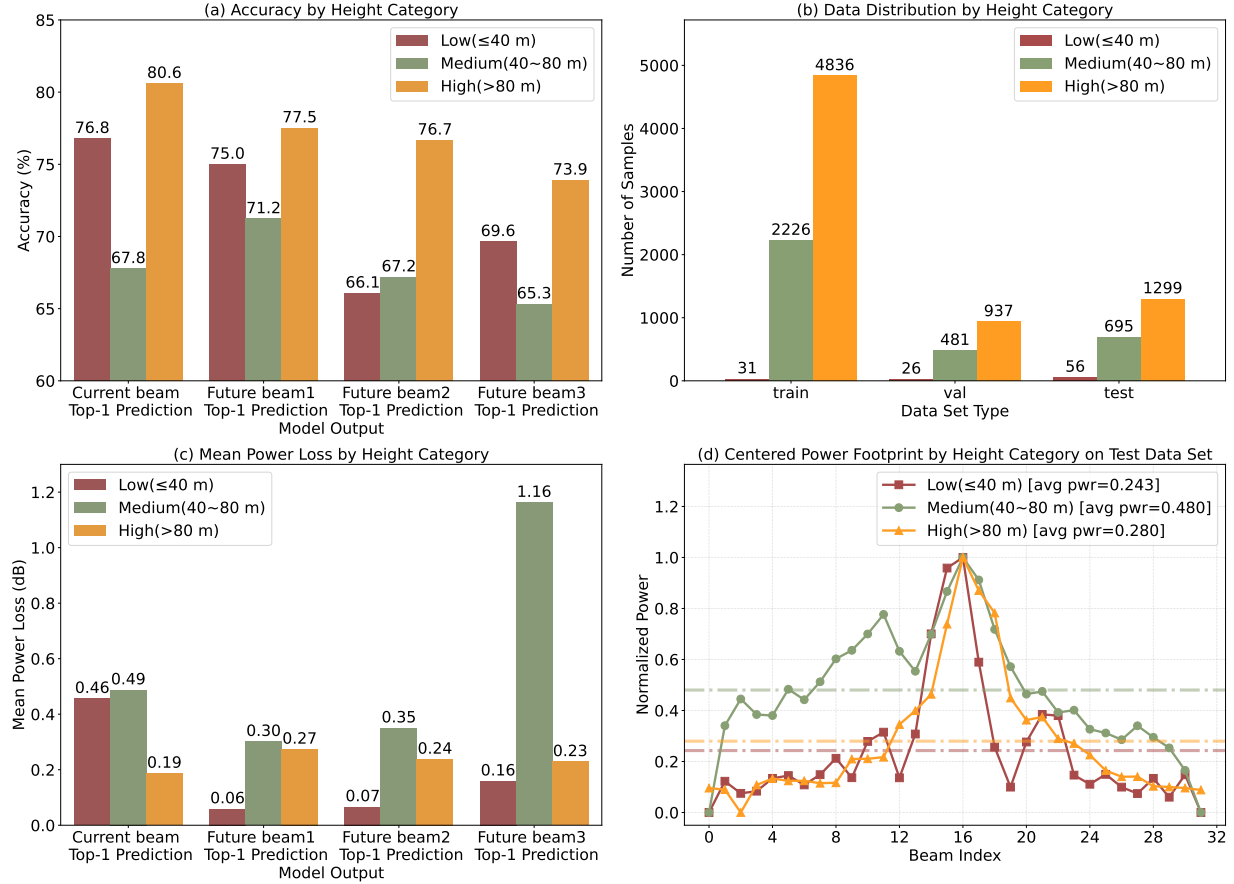 (a) Accuracy by Height Category
Accuracy (%)
85
80
75
70
65
60
Low(≤40 m)
Medium(40~80 m)
High(>80 m)
76.8
67.8
80.6
75.0
71.2
77.5
66.1
67.2
76.7
69.6
65.3
73.9
Current beam
Top-1 Prediction
Future beam1
Top-1 Prediction
Future beam2
Top-1 Prediction
Future beam3
Top-1 Prediction
Model Output
(b) Data Distribution by Height Category
Number of Samples
5000
4000
3000
2000
1000
0
Low(≤40 m)
Medium(40~80 m)
High(>80 m)
31
2226
4836
26
481
937
56
695
1299
train
val
test
Data Set Type
(c) Mean Power Loss by Height Category
Mean Power Loss (dB)
1.2
1.0
0.8
0.6
0.4
0.2
0.0
Low(≤40 m)
Medium(40~80 m)
High(>80 m)
0.46
0.49
0.19
0.06
0.30
0.27
0.07
0.35
0.24
0.16
1.16
0.23
Current beam
Top-1 Prediction
Future beam1
Top-1 Prediction
Future beam2
Top-1 Prediction
Future beam3
Top-1 Prediction
Model Output
(d) Centered Power Footprint by Height Category on Test Data Set
Normalized Power
1.2
1.0
0.8
0.6
0.4
0.2
0.0
Low(≤40 m) [avg pwr=0.243]
Medium(40~80 m) [avg pwr=0.480]
High(>80 m) [avg pwr=0.280]
0
4
8
12
16
20
24
28
32
Beam Index